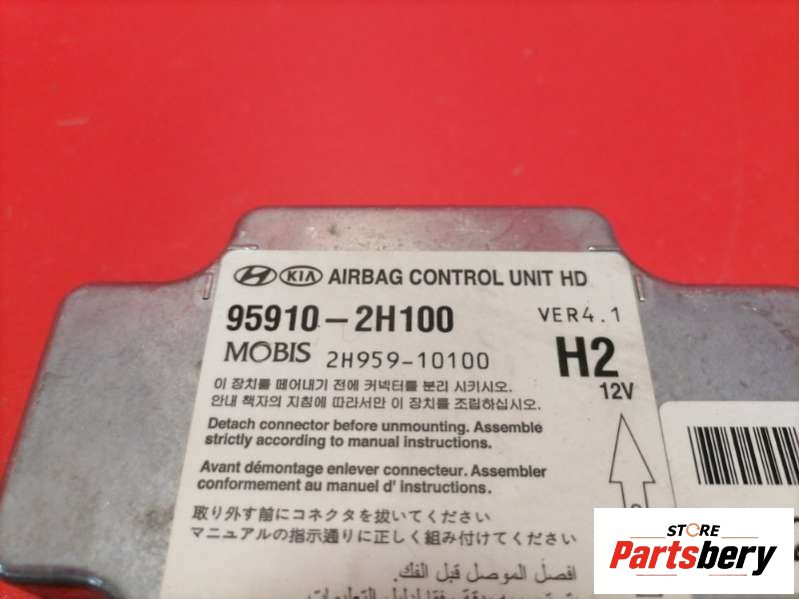 HYUNDAI KIA AIRBAG CONTROL UNIT HD
95910-2H100 VER4.1
MOBIS 2H959-10100 H2
12V
이 장치를 떼어내기 전에 커넥터를 분리 시키시오.
안내 책자의 지침에 따라서만 이 장치를 조립하십시오.
Detach connector before unmounting. Assemble
strictly according to manual instructions.
Avant démontage enlever connecteur. Assembler
conformement au manuel d' instructions.
取り外す前にコネクタを抜いてください
マニュアルの指示通りに正しく組み付けてください。
افصل الموصل قبل الفك.
STORE
Partsbery